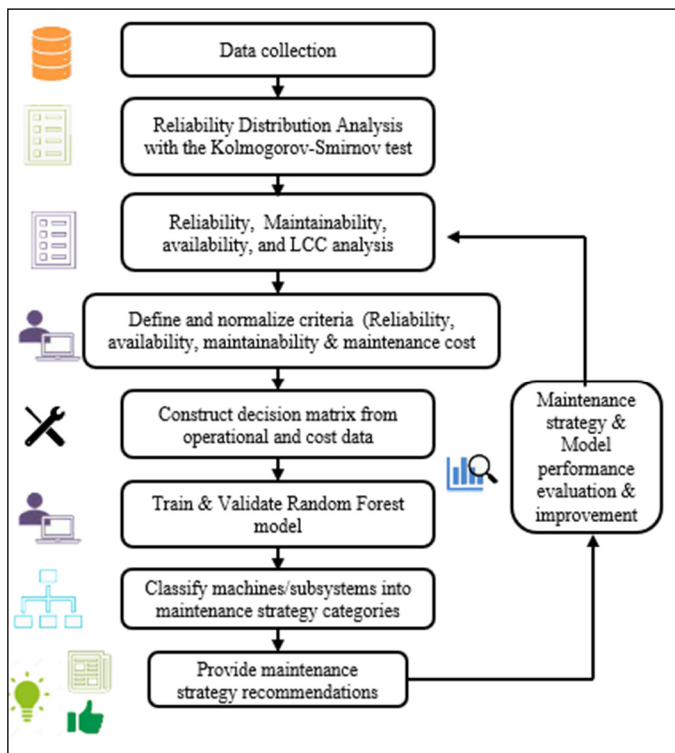 Data collection
Reliability Distribution Analysis
with the Kolmogorov-Smirnov test
Reliability, Maintainability,
availability, and LCC analysis
Define and normalize criteria (Reliability,
availability, maintainability & maintenance cost
Construct decision matrix from
operational and cost data
Train & Validate Random Forest
model
Classify machines/subsystems into
maintenance strategy categories
Provide maintenance
strategy recommendations
Maintenance
strategy &
Model
performance
evaluation &
improvement